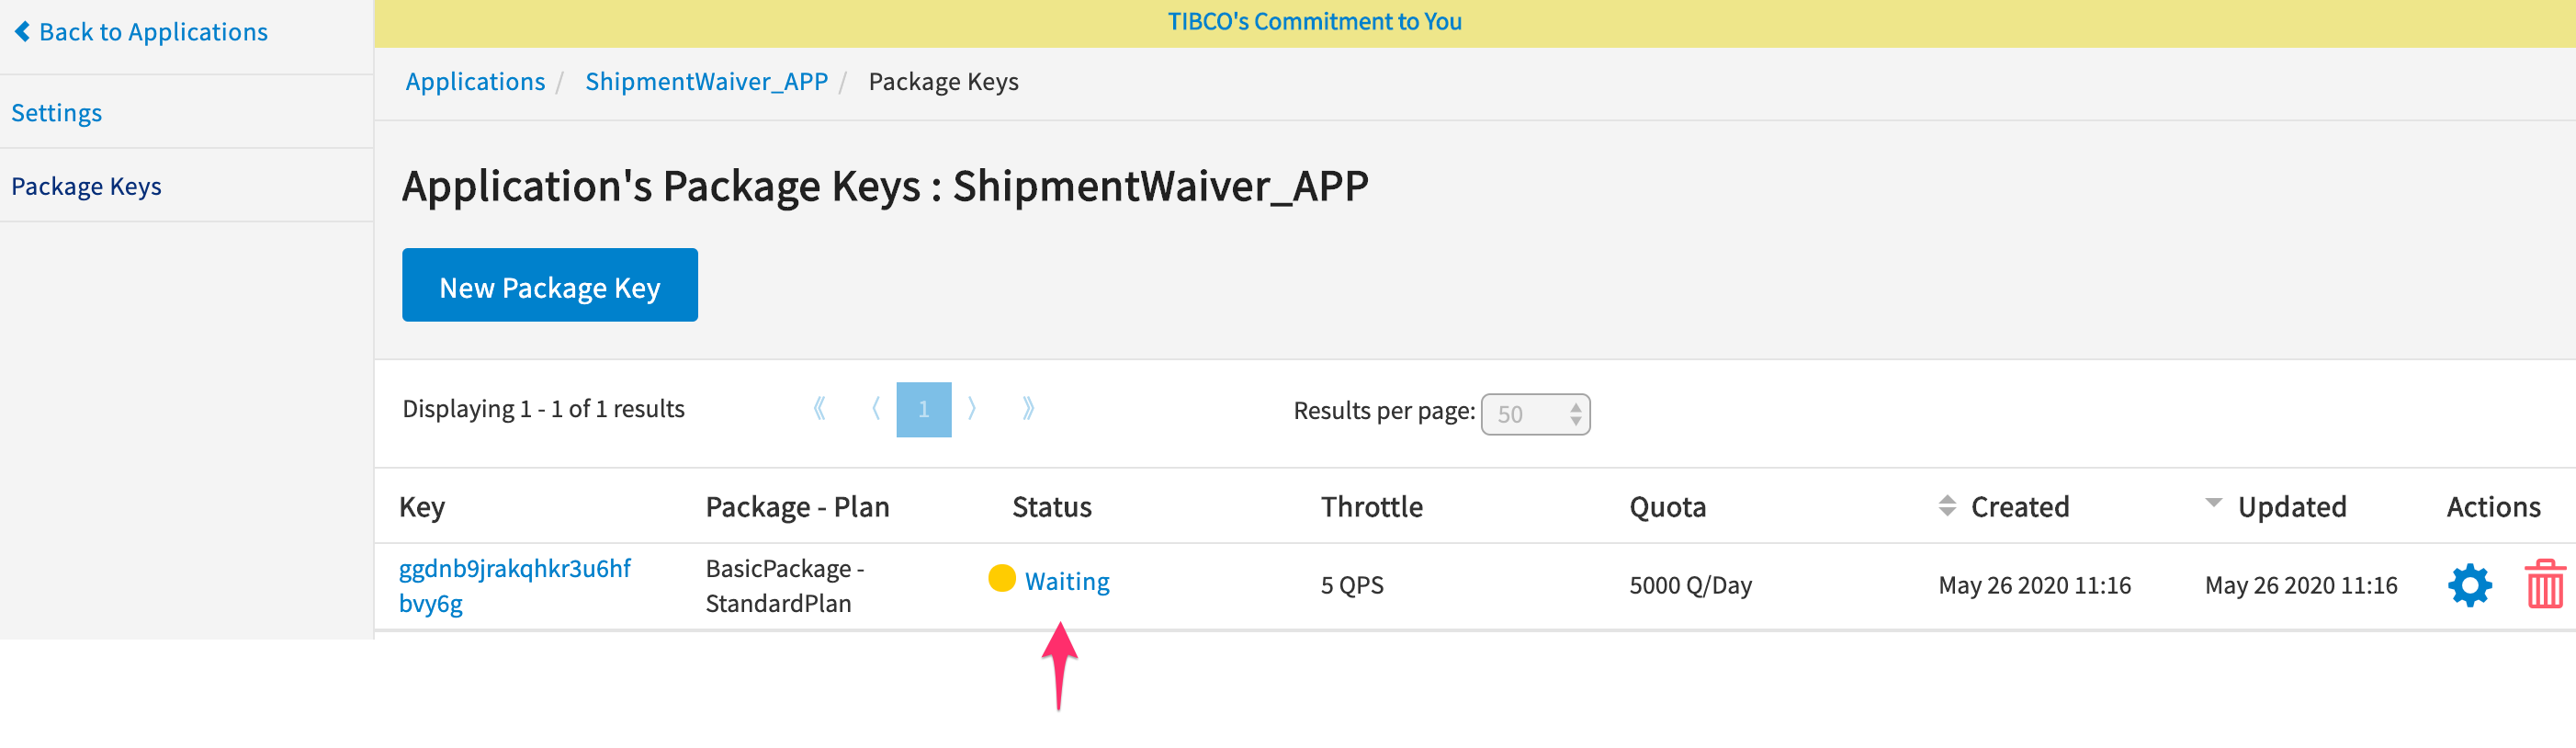 Back to Applications
Settings
Package Keys
TIBCO's Commitment to You
Applications / ShipmentWaiver_APP / Package Keys
Application's Package Keys : ShipmentWaiver_APP
New Package Key
Displaying 1 - 1 of 1 results
1
Results per page: 50
Key Package - Plan Status Throttle Quota Created Updated Actions
ggdnb9jrakqhkr3u6hf
bvy6g
BasicPackage -
StandardPlan
Waiting
5 QPS
5000 Q/Day
May 26 2020 11:16
May 26 2020 11:16